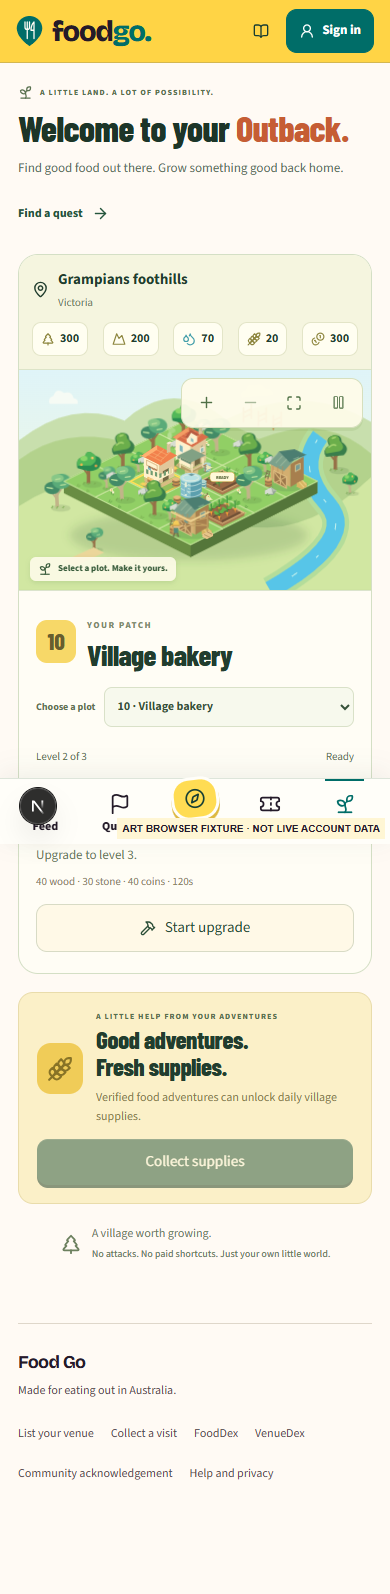 foodgo.
Sign in
A LITTLE LAND. A LOT OF POSSIBILITY.
Welcome to your Outback.
Find good food out there. Grow something good back home.
Find a quest
Grampians foothills
Victoria
300
200
70
20
300
READY
Select a plot. Make it yours.
10
YOUR PATCH
Village bakery
Choose a plot
10 · Village bakery
Level 2 of 3
Ready
N
Feed
ART BROWSER FIXTURE · NOT LIVE ACCOUNT DATA
Upgrade to level 3.
40 wood · 30 stone · 40 coins · 120s
Start upgrade
A LITTLE HELP FROM YOUR ADVENTURES
Good adventures.
Fresh supplies.
Verified food adventures can unlock daily village
supplies.
Collect supplies
A village worth growing.
No attacks. No paid shortcuts. Just your own little world.
Food Go
Made for eating out in Australia.
List your venue
Collect a visit
FoodDex
VenueDex
Community acknowledgement
Help and privacy